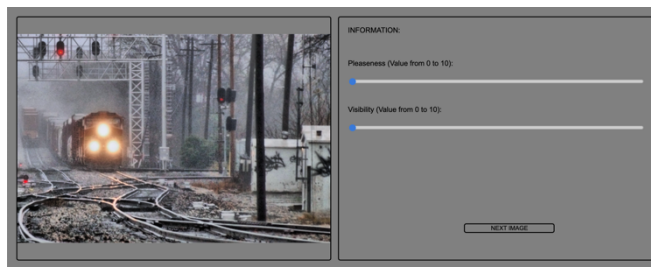 INFORMATION:
Pleaseness (Value from 0 to 10):
Visibility (Value from 0 to 10):
NEXT IMAGE